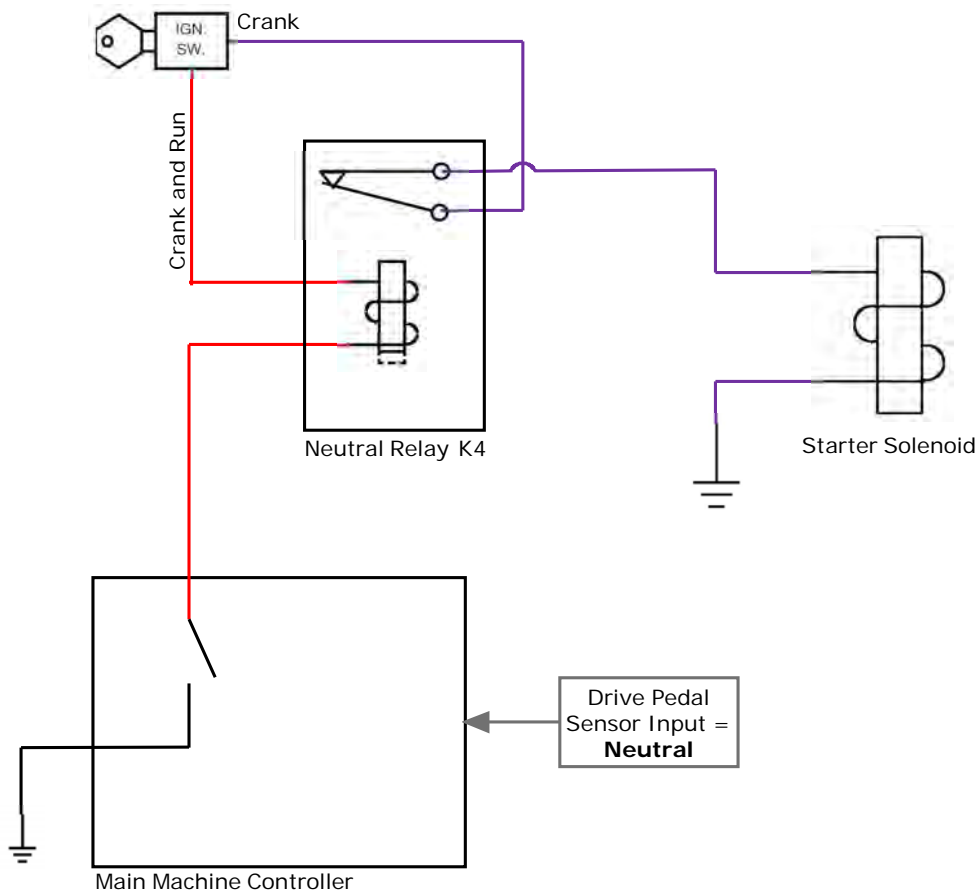 Crank
IGN.
SW.
Crank and Run
Neutral Relay K4
Starter Solenoid
Drive Pedal
Sensor Input =
Neutral
Main Machine Controller